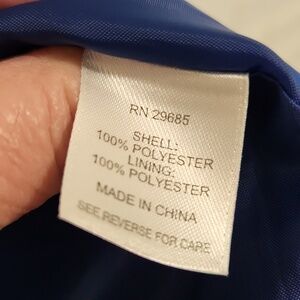 RN 29685
SHELL:
100% POLYESTER
LINING:
100% POLYESTER
MADE IN CHINA
SEE REVERSE FOR CARE